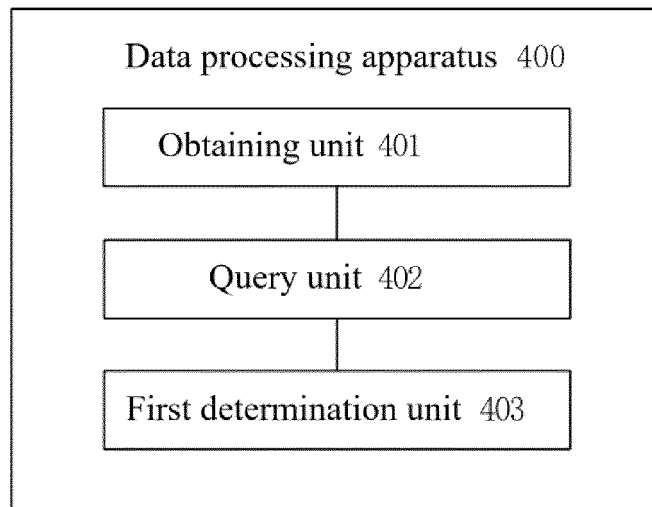 Data processing apparatus 400
Obtaining unit 401
Query unit 402
First determination unit 403